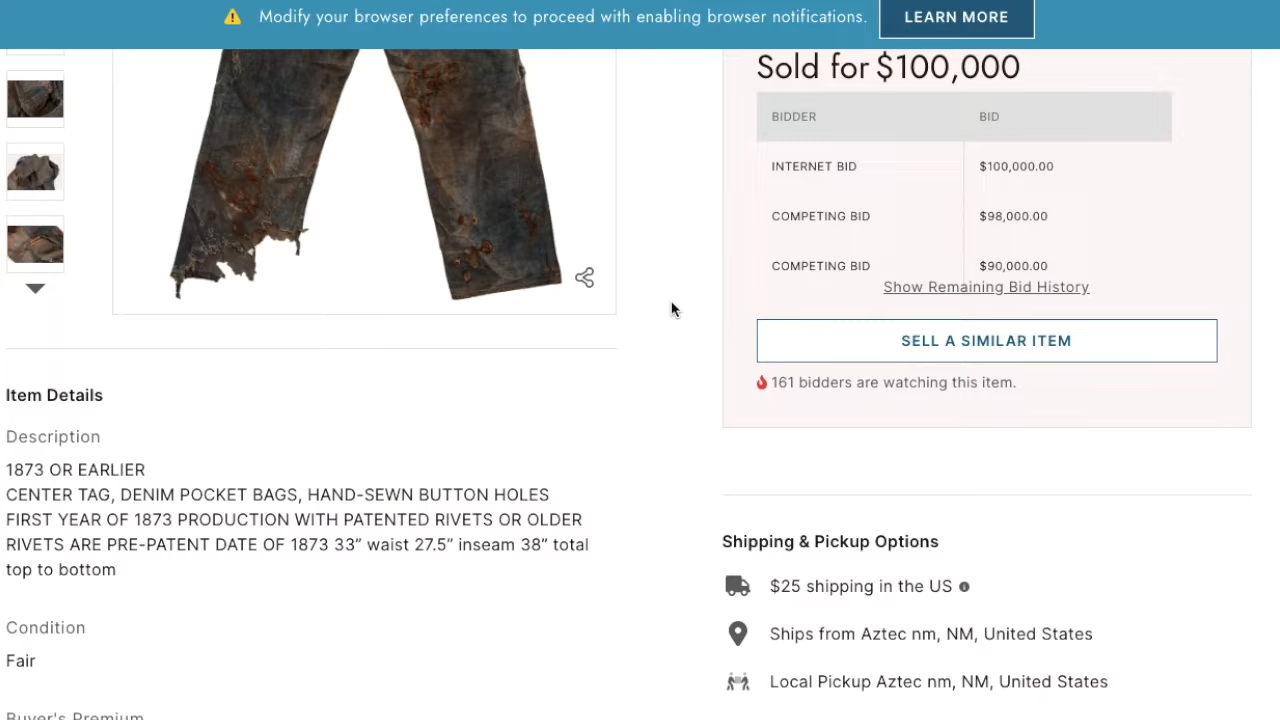 Modify your browser preferences to proceed with enabling browser notifications.
LEARN MORE
Sold for $100,000
BIDDER BID
INTERNET BID $100,000.00
COMPETING BID $98,000.00
COMPETING BID $90,000.00
Show Remaining Bid History
SELL A SIMILAR ITEM
161 bidders are watching this item.
Item Details
Description
1873 OR EARLIER
CENTER TAG, DENIM POCKET BAGS, HAND-SEWN BUTTON HOLES
FIRST YEAR OF 1873 PRODUCTION WITH PATENTED RIVETS OR OLDER
RIVETS ARE PRE-PATENT DATE OF 1873 33” waist 27.5” inseam 38” total
top to bottom
Condition
Fair
Buyer's Premium
Shipping & Pickup Options
$25 shipping in the US
Ships from Aztec nm, NM, United States
Local Pickup Aztec nm, NM, United States